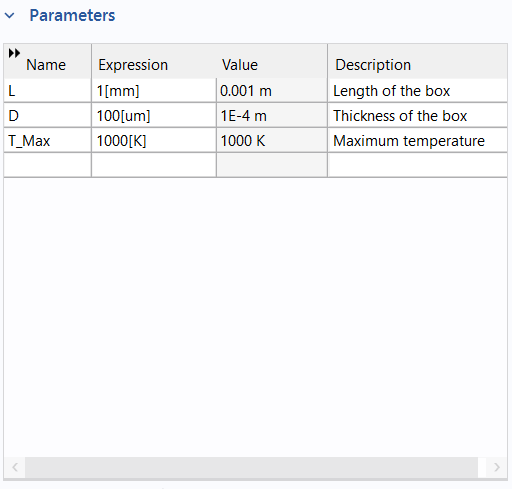 Parameters
Name Expression Value Description
L 1[mm] 0.001 m Length of the box
D 100[um] 1E-4 m Thickness of the box
T_Max 1000[K] 1000 K Maximum temperature